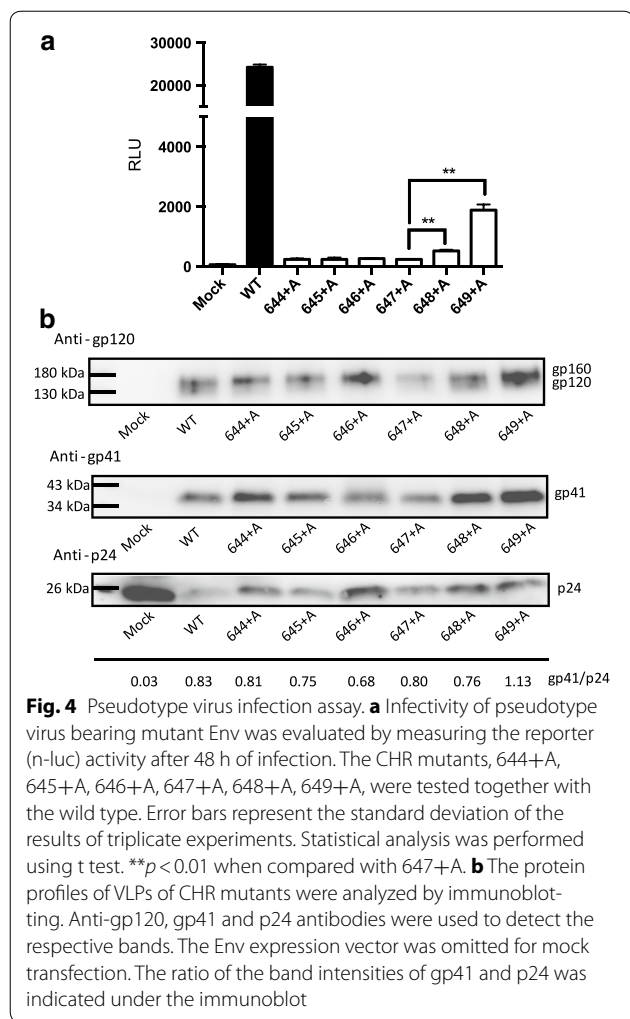 a
30000
20000
4000
2000
0
RLU
**
**
Mock WT 644+A 645+A 646+A 647+A 648+A 649+A
b
Anti-gp120
180 kDa
130 kDa
gp160
gp120
Mock WT 644+A 645+A 646+A 647+A 648+A 649+A
Anti-gp41
43 kDa
34 kDa
gp41
Mock WT 644+A 645+A 646+A 647+A 648+A 649+A
Anti-p24
26 kDa
p24
Mock WT 644+A 645+A 646+A 647+A 648+A 649+A
0.03 0.83 0.81 0.75 0.68 0.80 0.76 1.13 gp41/p24
Fig. 4 Pseudotype virus infection assay. a Infectivity of pseudotype
virus bearing mutant Env was evaluated by measuring the reporter
(n-luc) activity after 48 h of infection. The CHR mutants, 644+A,
645+A, 646+A, 647+A, 648+A, 649+A, were tested together with
the wild type. Error bars represent the standard deviation of the
results of triplicate experiments. Statistical analysis was performed
using t test. **p < 0.01 when compared with 647+A. b The protein
profiles of VLPs of CHR mutants were analyzed by immunoblot-
ting. Anti-gp120, gp41 and p24 antibodies were used to detect the
respective bands. The Env expression vector was omitted for mock
transfection. The ratio of the band intensities of gp41 and p24 was
indicated under the immunoblot